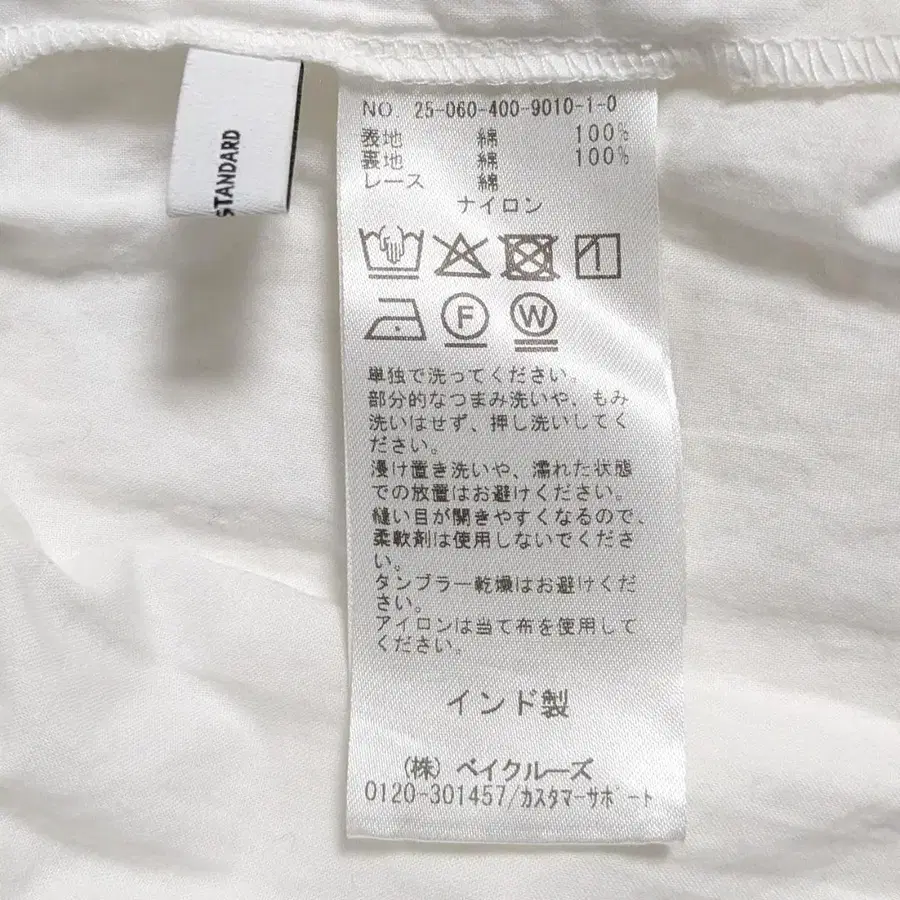 STANDARD
NO. 25-060-400-9010-1-0
表地 綿 100%
裏地 綿 100%
レース 綿
ナイロン
F W
単独で洗ってください。
部分的なつまみ洗いや、もみ
洗いはせず、押し洗いしてく
ださい。
浸け置き洗いや、濡れた状態
での放置はお避けください。
縫い目が開きやすくなるので、
柔軟剤は使用しないでくださ
い。
タンブラー乾燥はお避けくだ
さい。
アイロンは当て布を使用して
ください。
インド製
(株) ベイクルーズ
0120-301457/カスタマーサポート